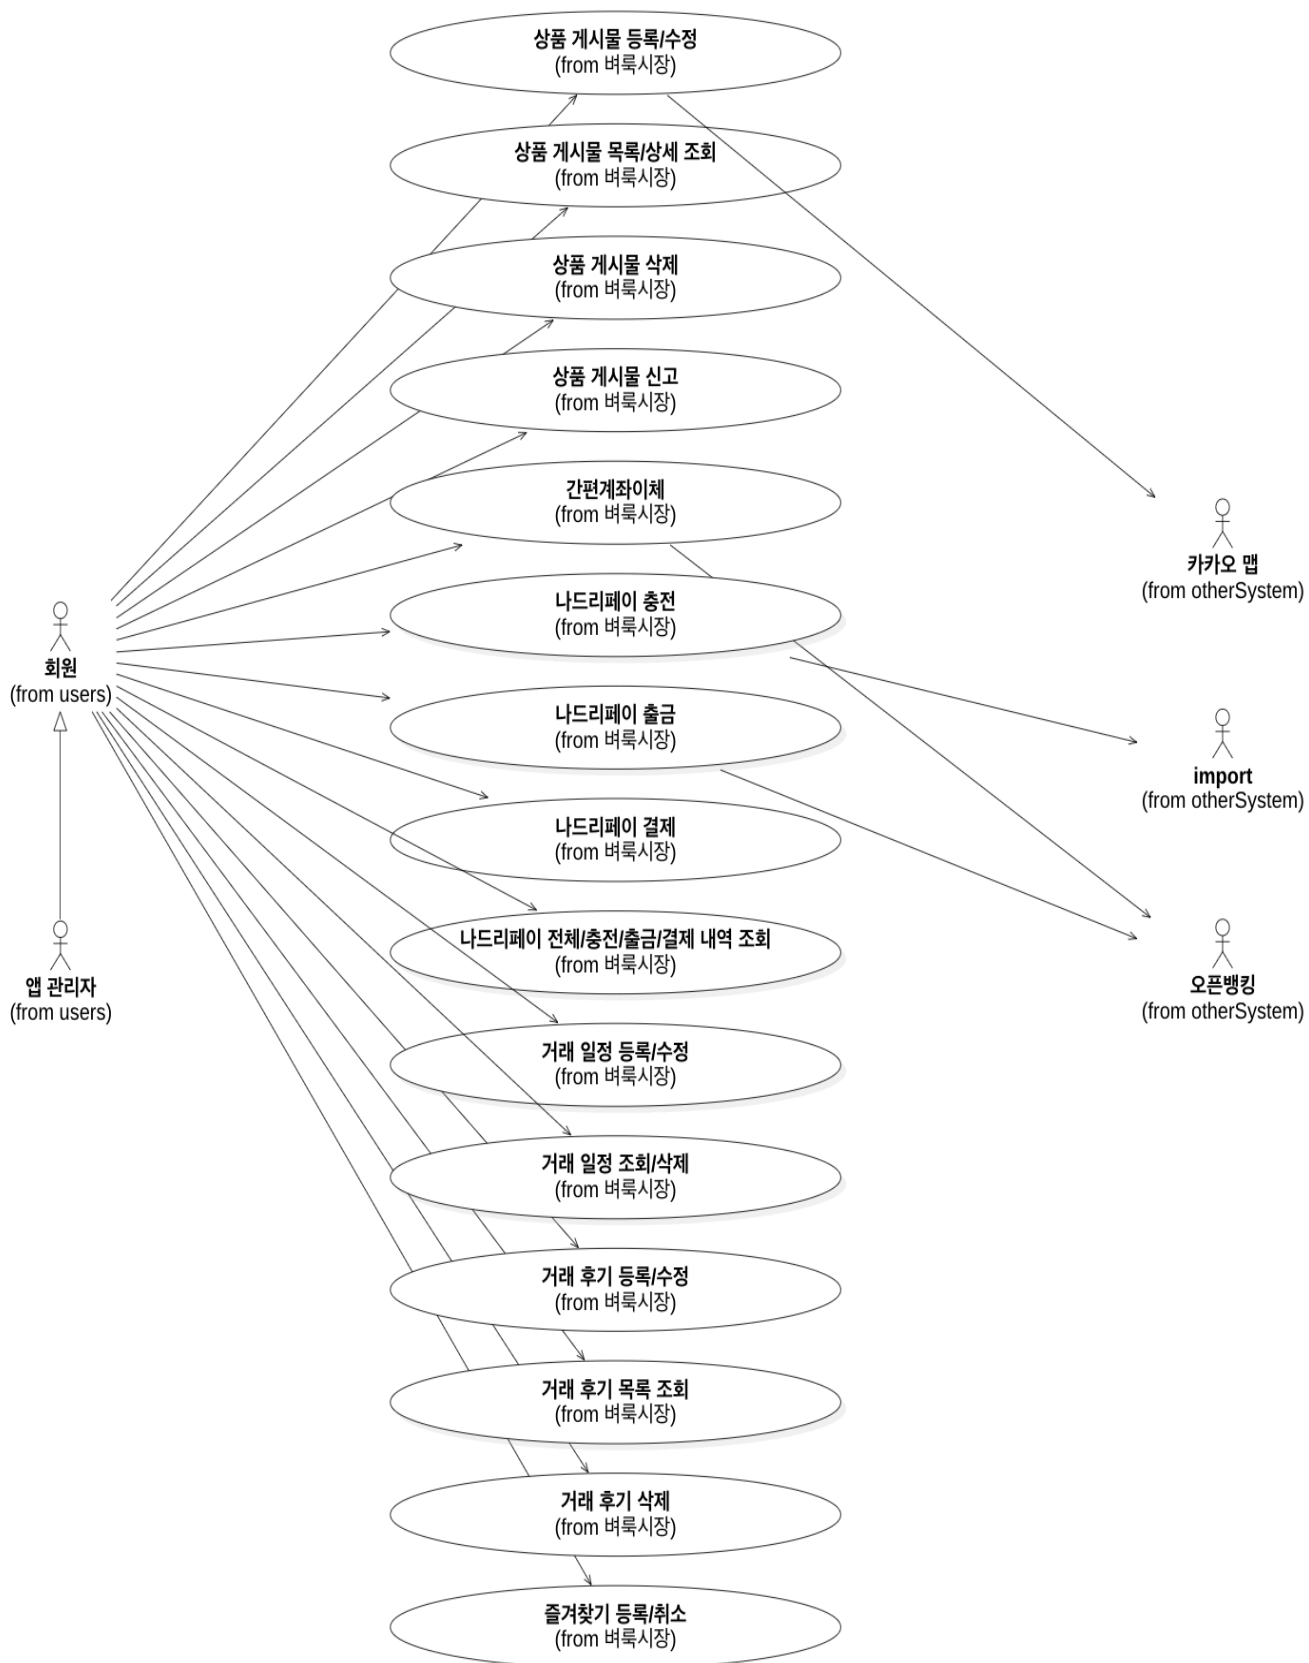 상품 게시물 등록/수정
(from 벼룩시장)
상품 게시물 목록/상세 조회
(from 벼룩시장)
상품 게시물 삭제
(from 벼룩시장)
상품 게시물 신고
(from 벼룩시장)
간편계좌이체
(from 벼룩시장)
나드리페이 충전
(from 벼룩시장)
나드리페이 출금
(from 벼룩시장)
나드리페이 결제
(from 벼룩시장)
나드리페이 전체/충전/출금/결제 내역 조회
(from 벼룩시장)
거래 일정 등록/수정
(from 벼룩시장)
거래 일정 조회/삭제
(from 벼룩시장)
거래 후기 등록/수정
(from 벼룩시장)
거래 후기 목록 조회
(from 벼룩시장)
거래 후기 삭제
(from 벼룩시장)
즐겨찾기 등록/취소
(from 벼룩시장)
회원
(from users)
앱 관리자
(from users)
카카오 맵
(from otherSystem)
import
(from otherSystem)
오픈뱅킹
(from otherSystem)